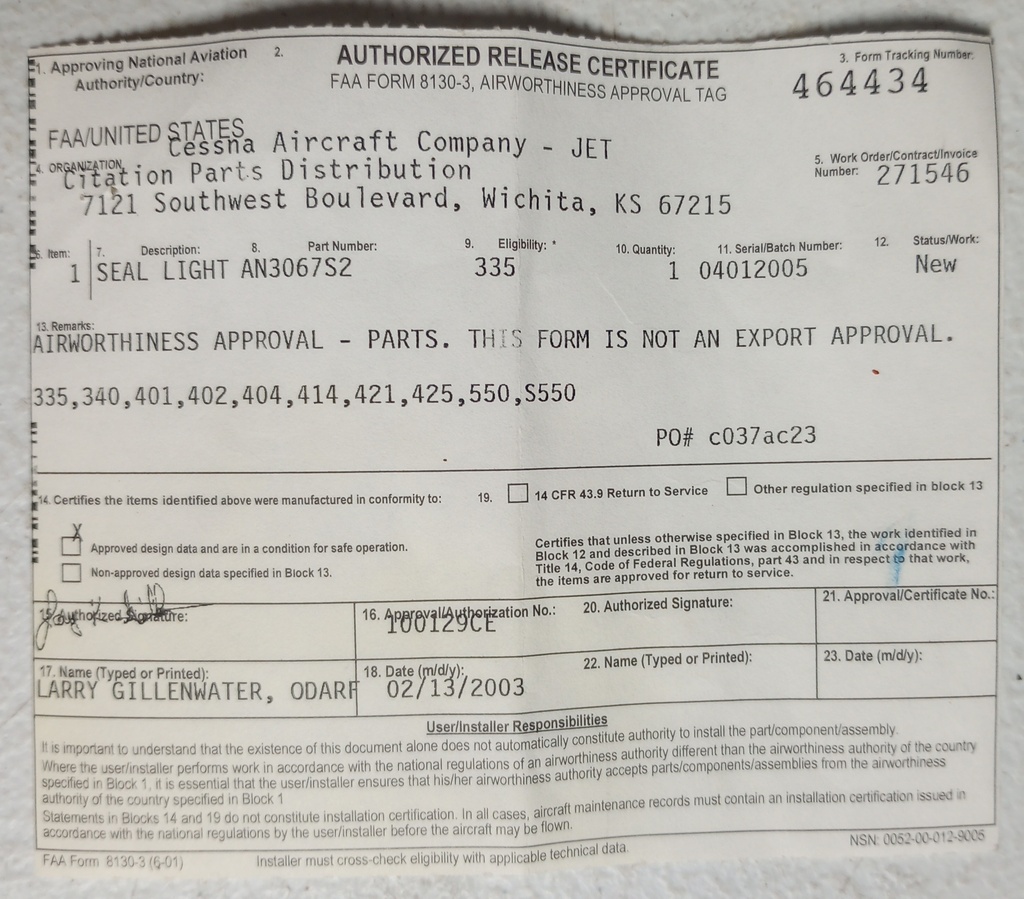 1. Approving National Aviation Authority/Country:
2.
AUTHORIZED RELEASE CERTIFICATE
FAA FORM 8130-3, AIRWORTHINESS APPROVAL TAG
3. Form Tracking Number:
464434
FAA/UNITED STATES
4. ORGANIZATION
Cessna Aircraft Company - JET
Citation Parts Distribution
7121 Southwest Boulevard, Wichita, KS 67215
5. Work Order/Contract/Invoice
Number: 271546
6. Item: 7. Description: 8. Part Number: 9. Eligibility: * 10. Quantity: 11. Serial/Batch Number: 12. Status/Work:
1 SEAL LIGHT AN3067S2 335 1 04012005 New
13. Remarks:
AIRWORTHINESS APPROVAL - PARTS. THIS FORM IS NOT AN EXPORT APPROVAL.
335,340,401,402,404,414,421,425,550,S550
PO# c037ac23
14. Certifies the items identified above were manufactured in conformity to:
X
Approved design data and are in a condition for safe operation.
Non-approved design data specified in Block 13.
19. 14 CFR 43.9 Return to Service Other regulation specified in block 13
Certifies that unless otherwise specified in Block 13, the work identified in
Block 12 and described in Block 13 was accomplished in accordance with
Title 14, Code of Federal Regulations, part 43 and in respect to that work,
the items are approved for return to service.
15. Authorized Signature:
16. Approval/Authorization No.:
100129CE
20. Authorized Signature:
21. Approval/Certificate No.:
17. Name (Typed or Printed):
LARRY GILLENWATER, ODARF
18. Date (m/d/y):
02/13/2003
22. Name (Typed or Printed):
23. Date (m/d/y):
User/Installer Responsibilities
It is important to understand that the existence of this document alone does not automatically constitute authority to install the part/component/assembly.
Where the user/installer performs work in accordance with the national regulations of an airworthiness authority different than the airworthiness authority of the country
specified in Block 1, it is essential that the user/installer ensures that his/her airworthiness authority accepts parts/components/assemblies from the airworthiness
authority of the country specified in Block 1
Statements in Blocks 14 and 19 do not constitute installation certification. In all cases, aircraft maintenance records must contain an installation certification issued in
accordance with the national regulations by the user/installer before the aircraft may be flown.
FAA Form 8130-3 (6-01)
Installer must cross-check eligibility with applicable technical data.
NSN: 0052-00-012-9005